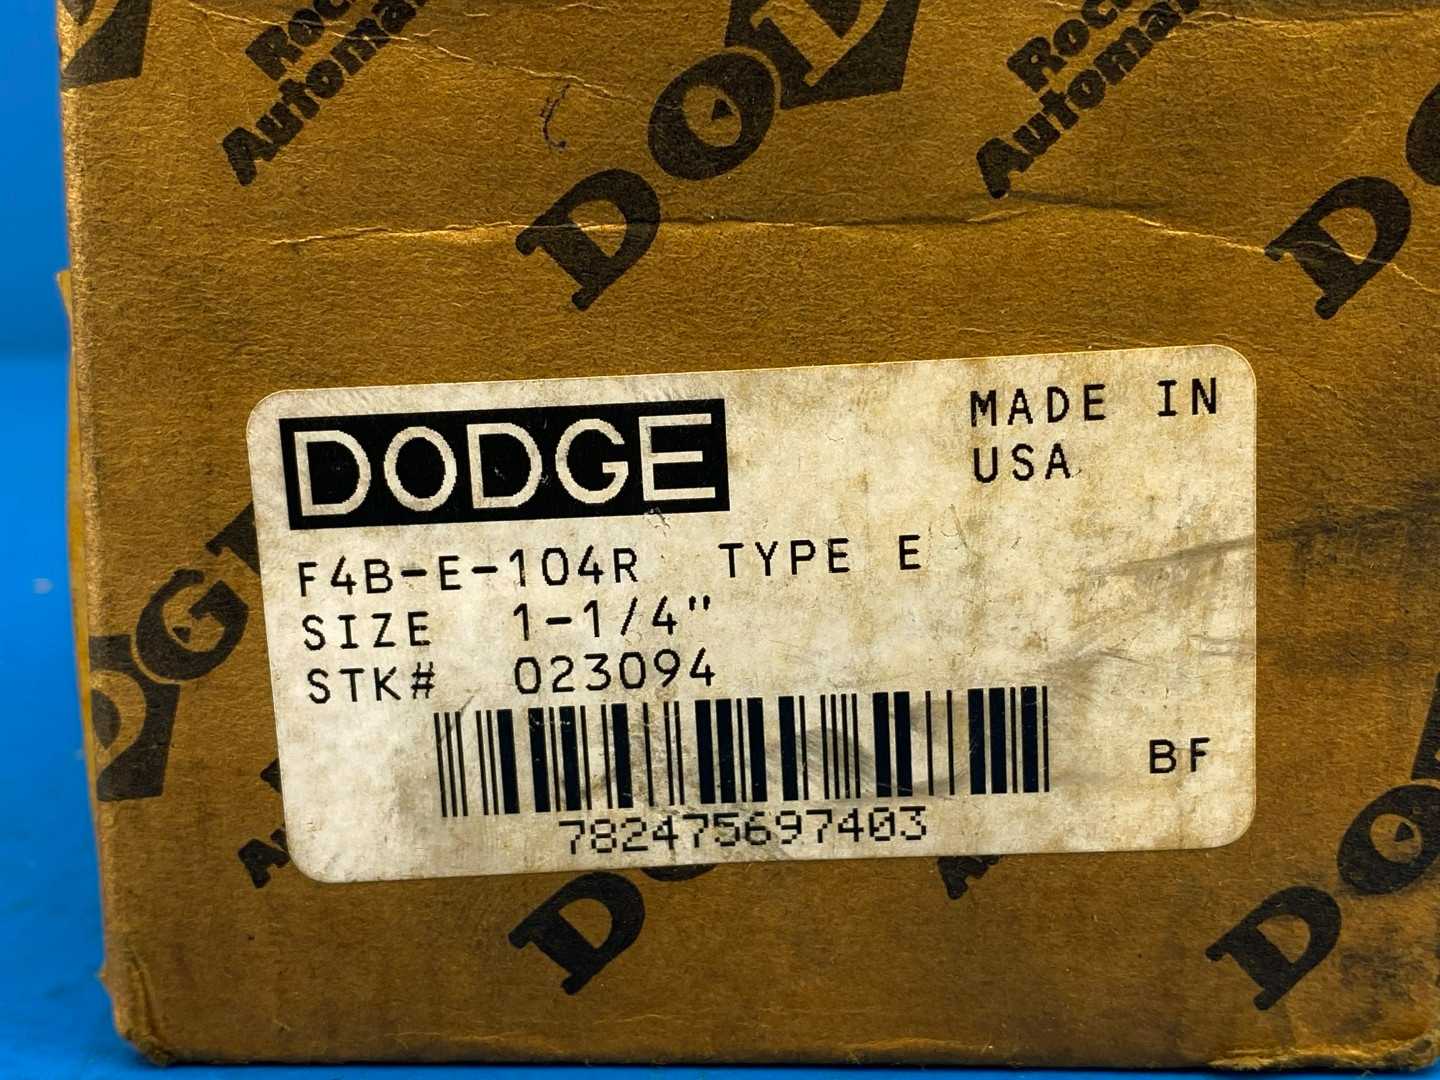 DODGE
MADE IN
USA
F4B-E-104R TYPE E
SIZE 1-1/4"
STK# 023094
BF
782475697403